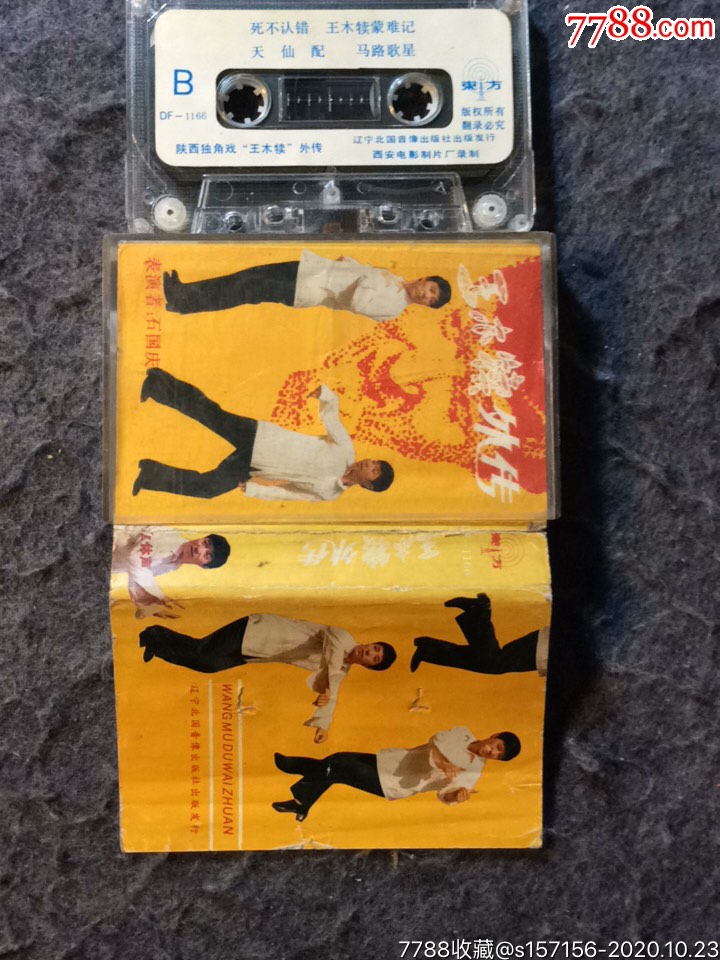 7788.com
死不认错 王木犊蒙难记
天仙配 马路歌星
B
東方
DF-1166
版权所有
翻录必究
辽宁北国音像出版社出版发行
陕西独角戏“王木犊”外传
西安电影制片厂录制
王木犊外传
表演者:石国庆
王木犊外传
東方
1166
WANGMUDUWAIZHUAN
辽宁北国音像出版社出版发行
7788收藏@s157156-2020.10.23